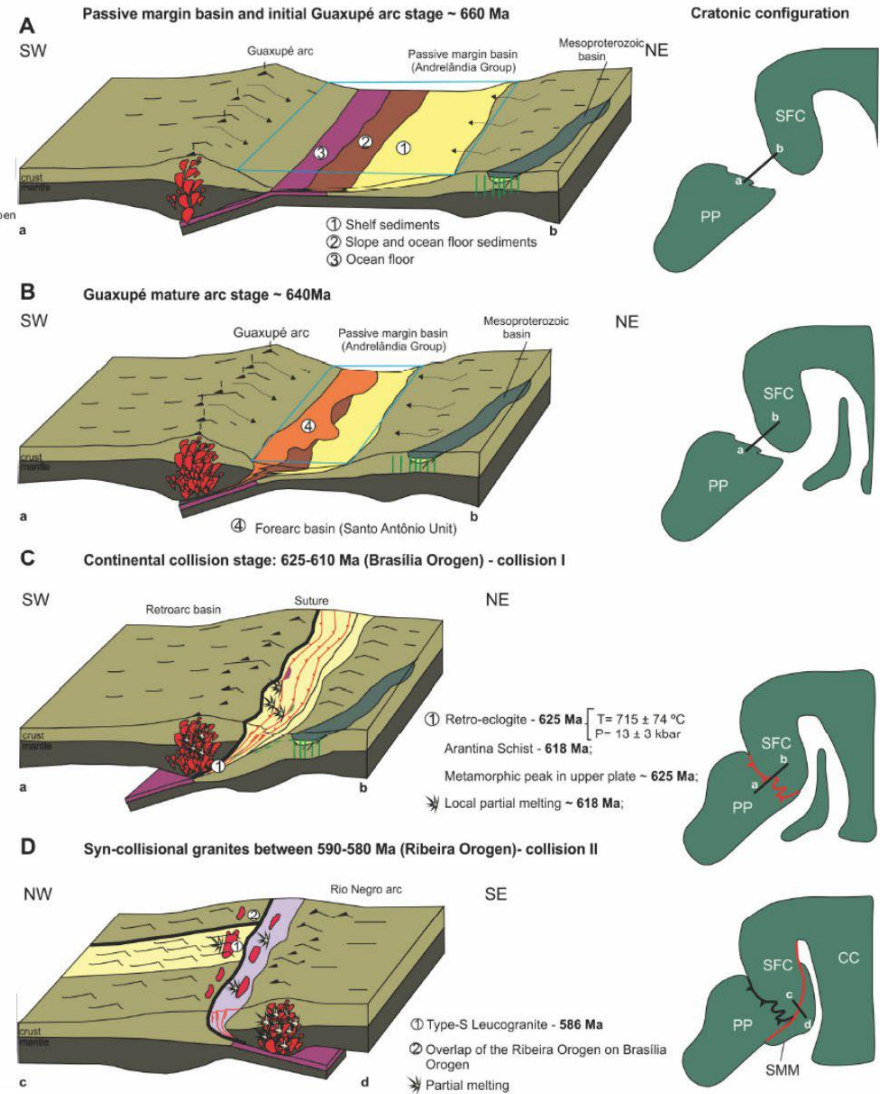 A
Passive margin basin and initial Guaxupé arc stage ~ 660 Ma
Cratonic configuration
SW
Guaxupé arc
Passive margin basin
(Andrelândia Group)
Mesoproterozoic
basin
NE
③
②
①
crust
mantle
a
b
① Shelf sediments
② Slope and ocean floor sediments
③ Ocean floor
SFC
b
a
PP
B
Guaxupé mature arc stage ~ 640Ma
SW
Guaxupé arc
Passive margin basin
(Andrelândia Group)
Mesoproterozoic
basin
NE
④
crust
mantle
a
b
④ Forearc basin (Santo Antônio Unit)
SFC
b
a
PP
C
Continental collision stage: 625-610 Ma (Brasília Orogen) - collision I
SW
Retroarc basin
Suture
NE
crust
mantle
①
a
b
① Retro-eclogite - 625 Ma
T= 715 ± 74 ºC
P= 13 ± 3 kbar
Arantina Schist - 618 Ma;
Metamorphic peak in upper plate ~ 625 Ma;
Local partial melting ~ 618 Ma;
SFC
b
a
PP
D
Syn-collisional granites between 590-580 Ma (Ribeira Orogen)- collision II
NW
Rio Negro arc
SE
②
①
crust
mantle
c
d
① Type-S Leucogranite - 586 Ma
② Overlap of the Ribeira Orogen on Brasília
Orogen
Partial melting
SFC
CC
c
PP
d
SMM